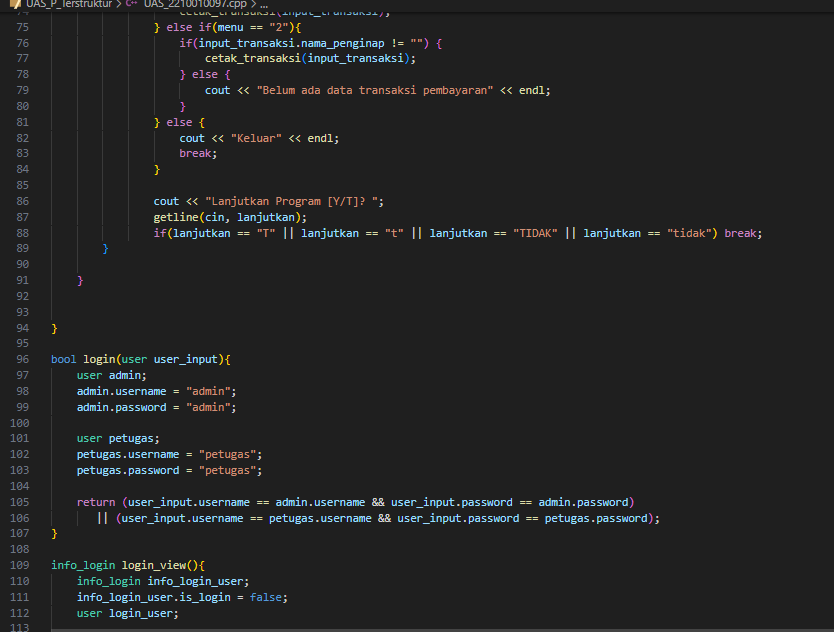 UAS_P_Terstruktur > C++ UAS_2210010097.cpp > ...
74 cetak_transaksi(input_transaksi);
75 } else if(menu == "2"){
76 if(input_transaksi.nama_penginap != "") {
77 cetak_transaksi(input_transaksi);
78 } else {
79 cout << "Belum ada data transaksi pembayaran" << endl;
80 }
81 } else {
82 cout << "Keluar" << endl;
83 break;
84 }
85
86 cout << "Lanjutkan Program [Y/T]? ";
87 getline(cin, lanjutkan);
88 if(lanjutkan == "T" || lanjutkan == "t" || lanjutkan == "TIDAK" || lanjutkan == "tidak") break;
89 }
90
91 }
92
93
94 }
95
96 bool login(user user_input){
97 user admin;
98 admin.username = "admin";
99 admin.password = "admin";
100
101 user petugas;
102 petugas.username = "petugas";
103 petugas.password = "petugas";
104
105 return (user_input.username == admin.username && user_input.password == admin.password)
106 || (user_input.username == petugas.username && user_input.password == petugas.password);
107 }
108
109 info_login login_view(){
110 info_login info_login_user;
111 info_login_user.is_login = false;
112 user login_user;
113